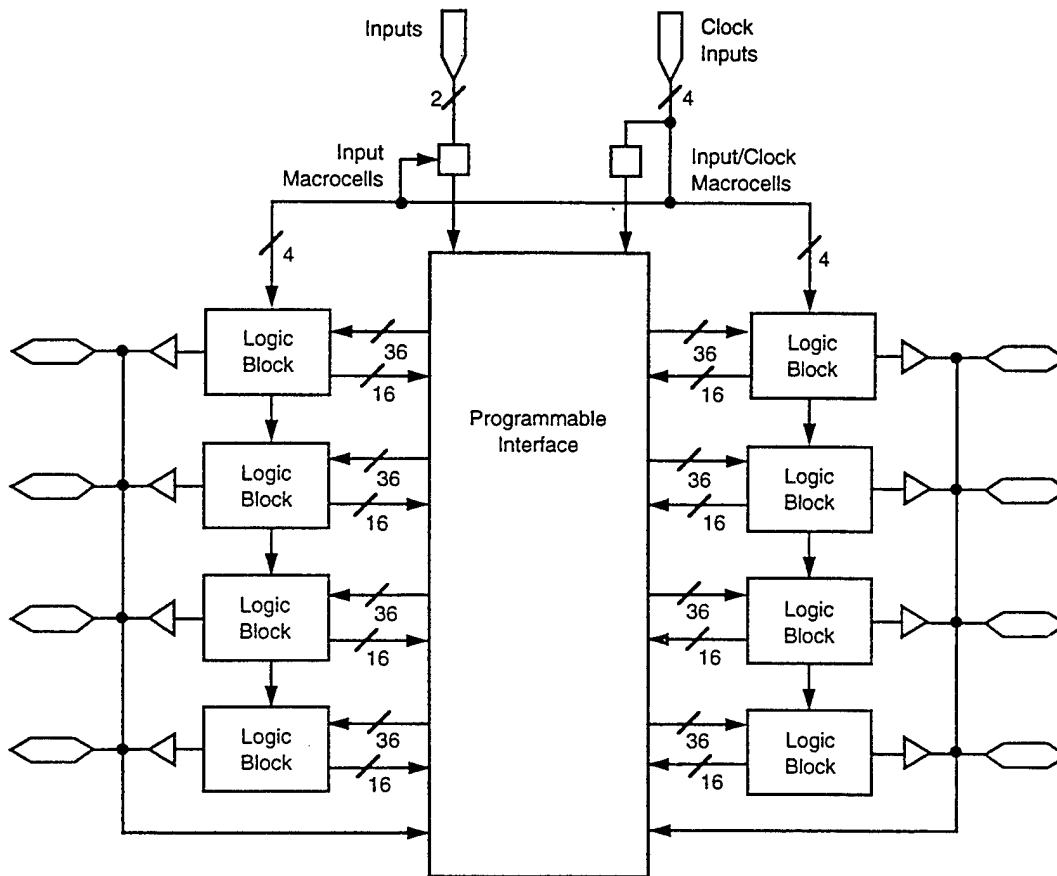 Inputs
Clock
Inputs
2
4
Input
Macrocells
Input/Clock
Macrocells
4
4
Logic
Block
36
16
36
16
Logic
Block
Programmable
Interface
Logic
Block
36
16
36
16
Logic
Block
Logic
Block
36
16
36
16
Logic
Block
Logic
Block
36
16
36
16
Logic
Block